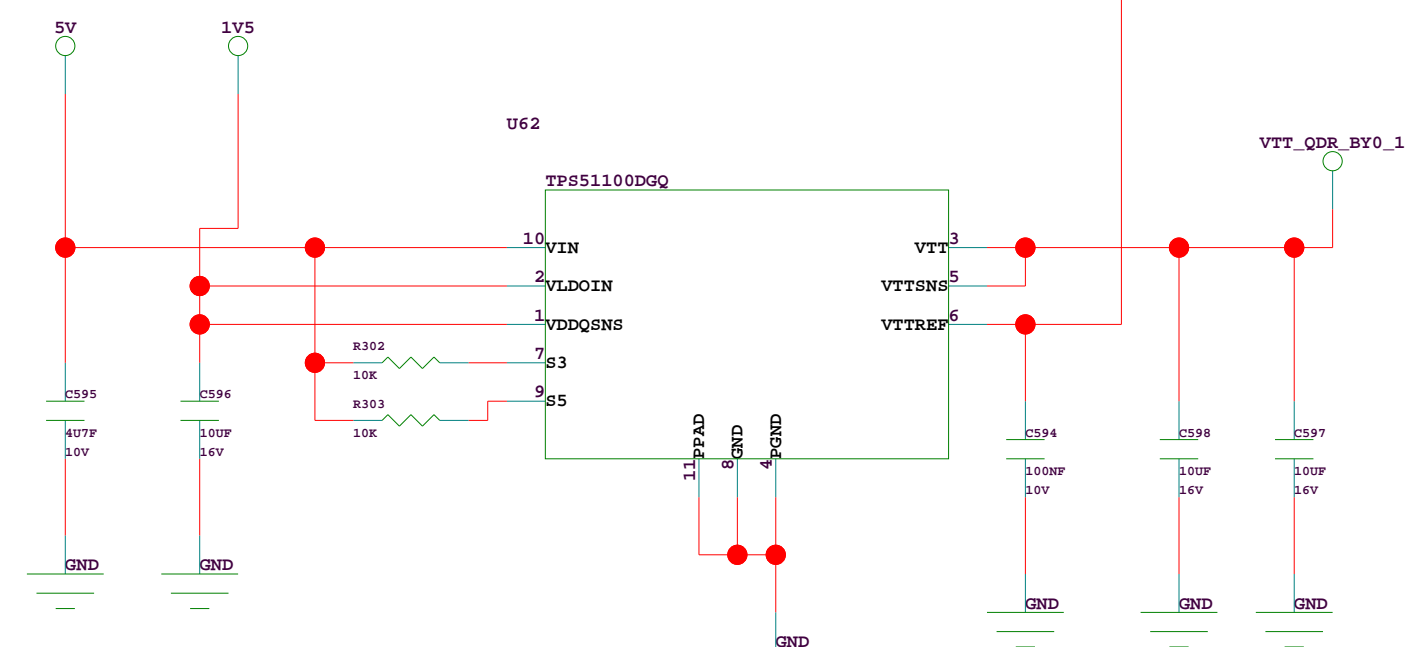 5V
1V5
U62
VTT_QDR_BY0_1
TPS51100DGQ
10 VIN
VTT 3
2 VLDOIN
VTTSNS 5
1 VDDQSNS
VTTREF 6
R302
10K
7 S3
R303
10K
9 S5
C595
4U7F
10V
C596
10UF
16V
11 PPAD
8 GND
4 PGND
C594
100NF
10V
C598
10UF
16V
C597
10UF
16V
GND
GND
GND
GND
GND
GND